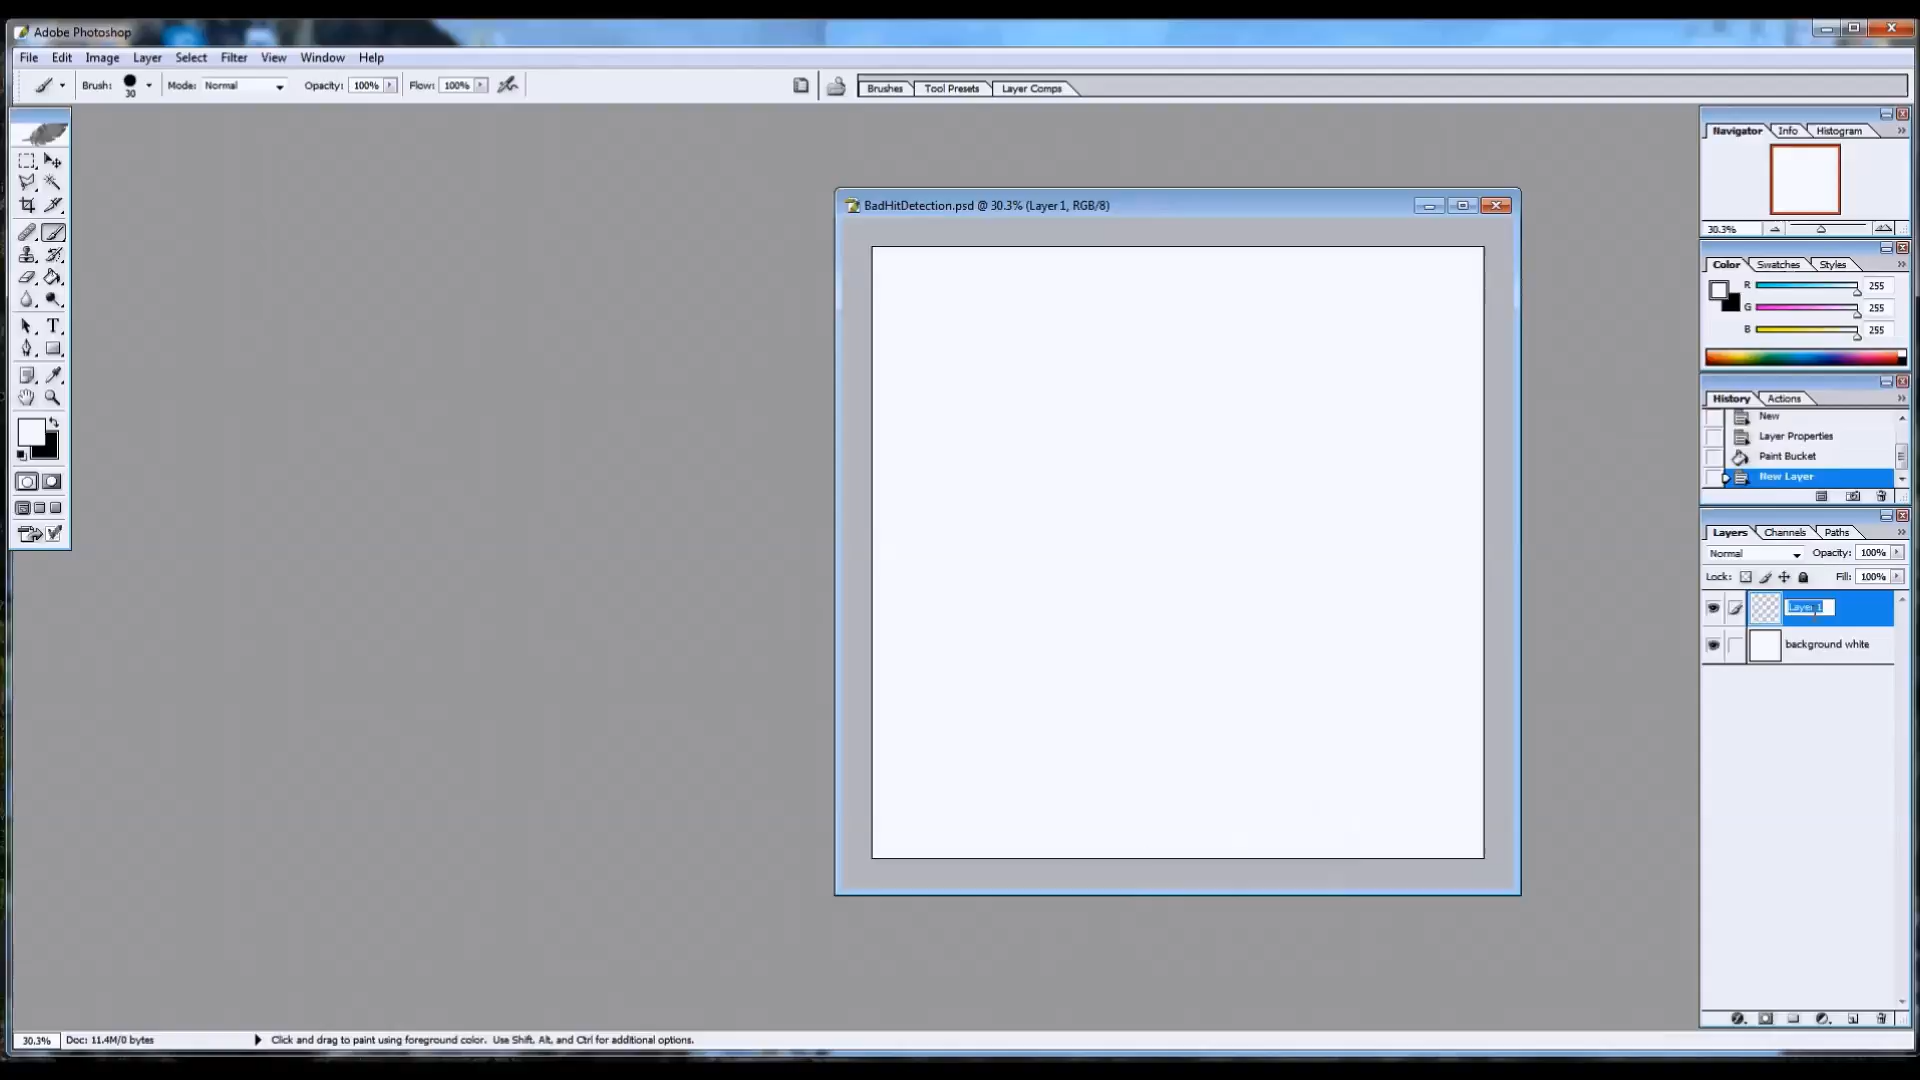 Adobe Photoshop
File Edit Image Layer Select Filter View Window Help
Brush: 30 Mode: Normal Opacity: 100% Flow: 100%
Brushes Tool Presets Layer Comps
BadHitDetection.psd @ 30.3% (Layer 1, RGB/8)
Navigator Info Histogram
30.3%
Color Swatches Styles
R 255
G 255
B 255
History Actions
New
Layer Properties
Paint Bucket
New Layer
Layers Channels Paths
Normal Opacity: 100%
Lock: Fill: 100%
Layer 1
background white
30.3% Doc: 11.4M/0 bytes Click and drag to paint using foreground color. Use Shift, Alt, and Ctrl for additional options.